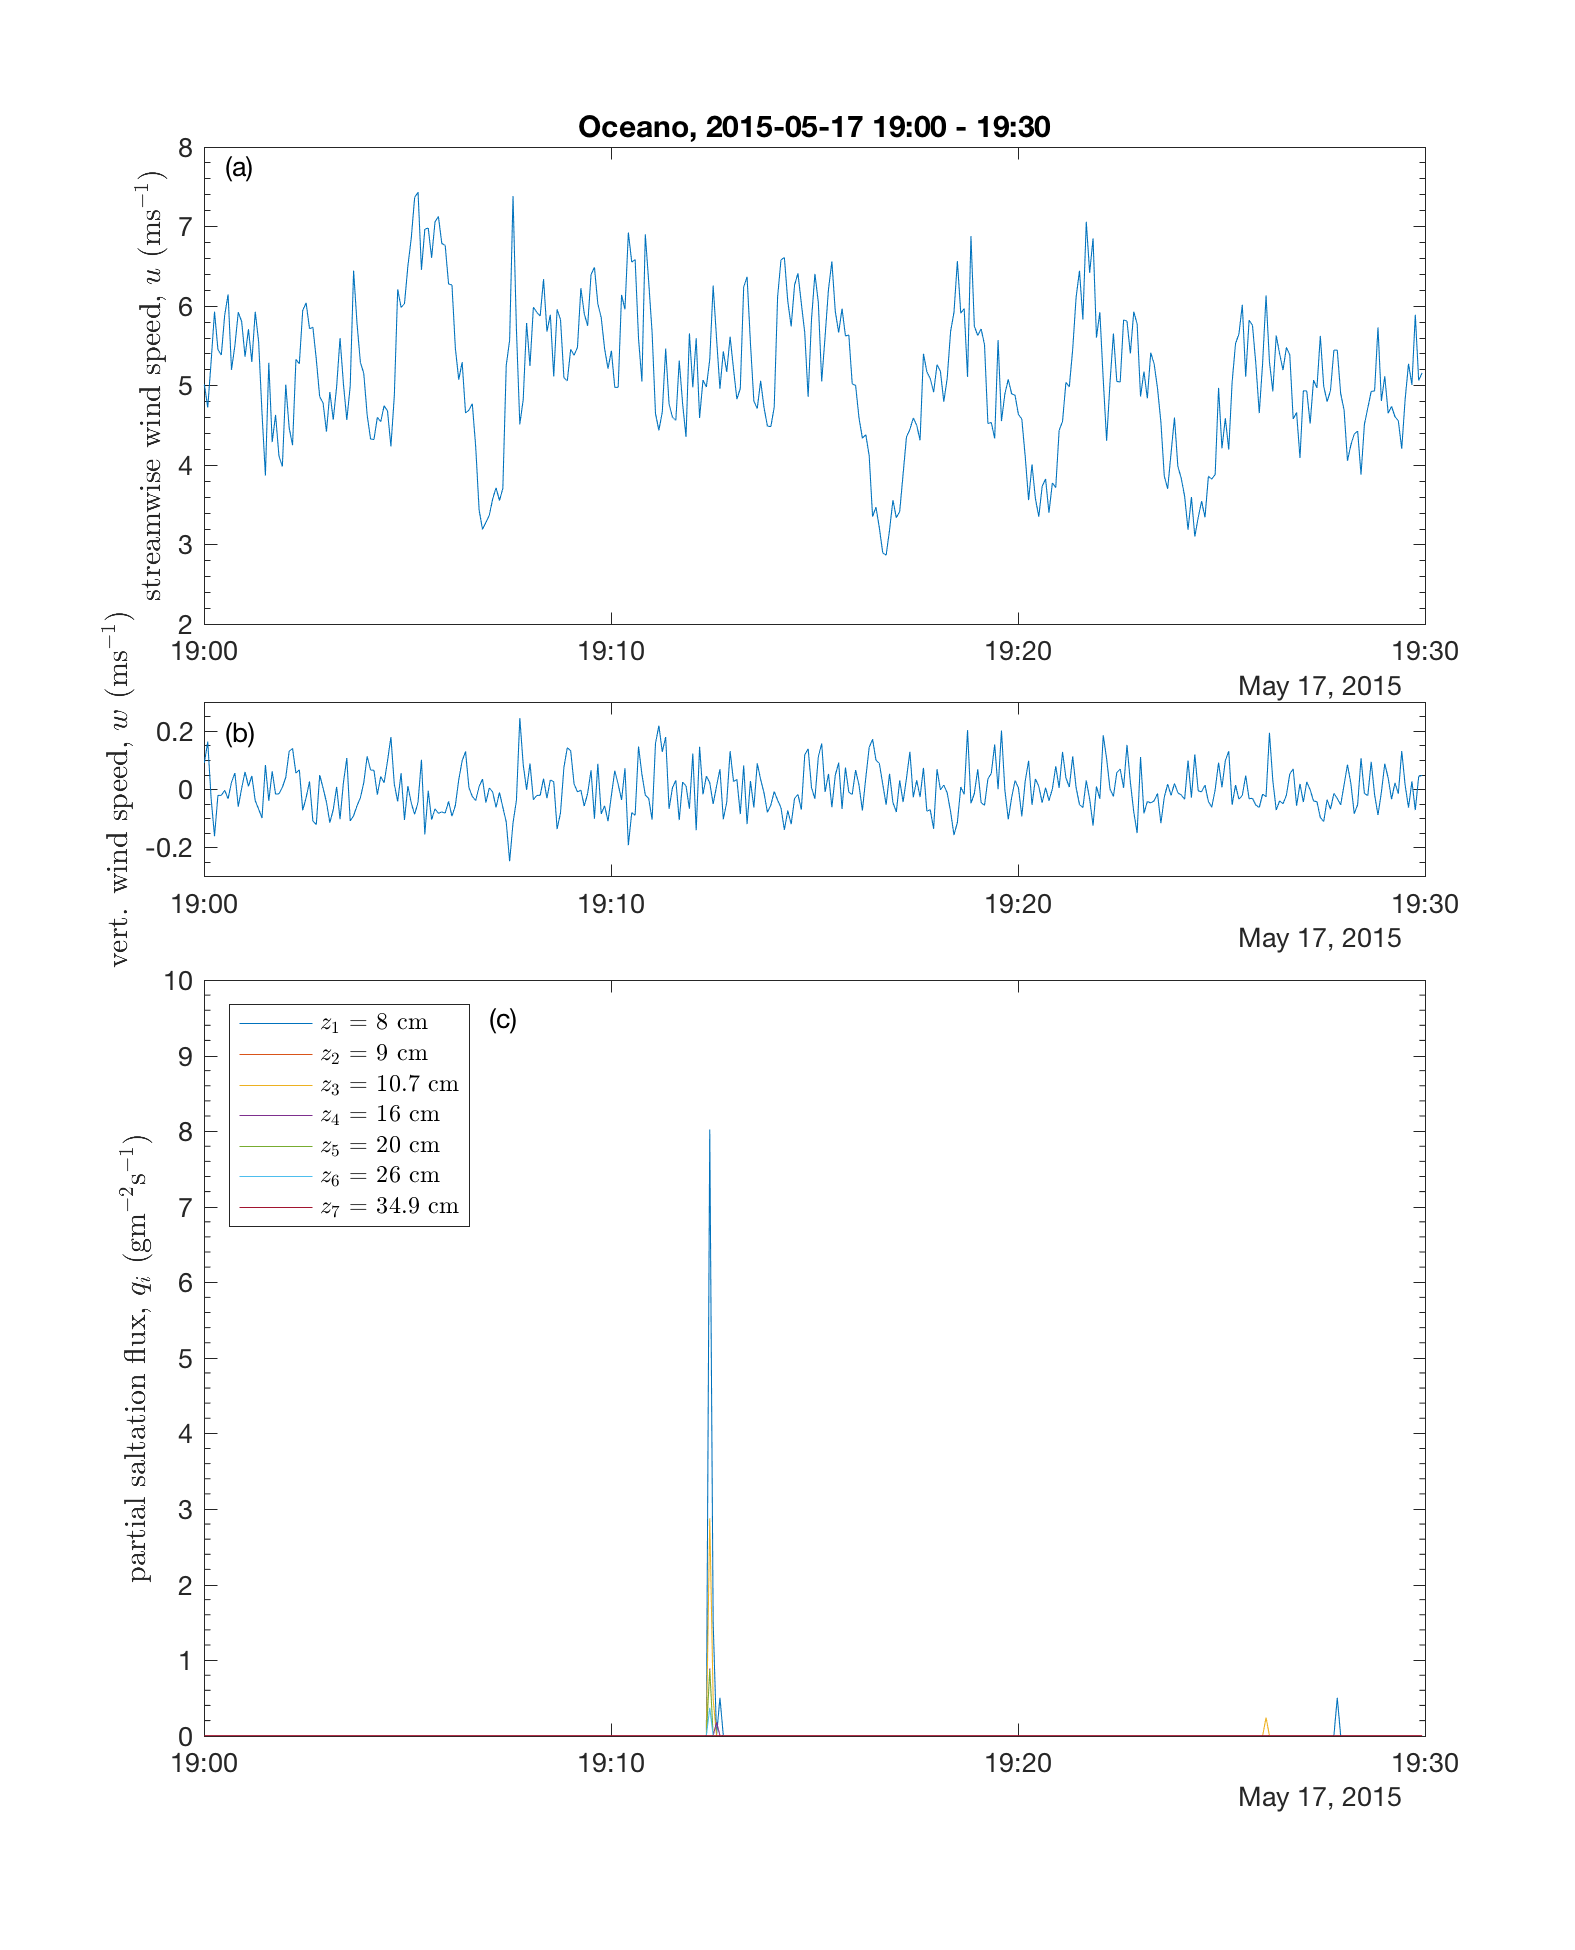 Oceano, 2015-05-17 19:00 - 19:30
(a)
streamwise wind speed, u (ms⁻¹)
8
7
6
5
4
3
2
19:00 19:10 19:20 19:30
May 17, 2015
(b)
vert. wind speed, w (ms⁻¹)
0.2
0
-0.2
19:00 19:10 19:20 19:30
May 17, 2015
(c)
partial saltation flux, qᵢ (gm⁻²s⁻¹)
10
9
8
7
6
5
4
3
2
1
0
z₁ = 8 cm
z₂ = 9 cm
z₃ = 10.7 cm
z₄ = 16 cm
z₅ = 20 cm
z₆ = 26 cm
z₇ = 34.9 cm
19:00 19:10 19:20 19:30
May 17, 2015